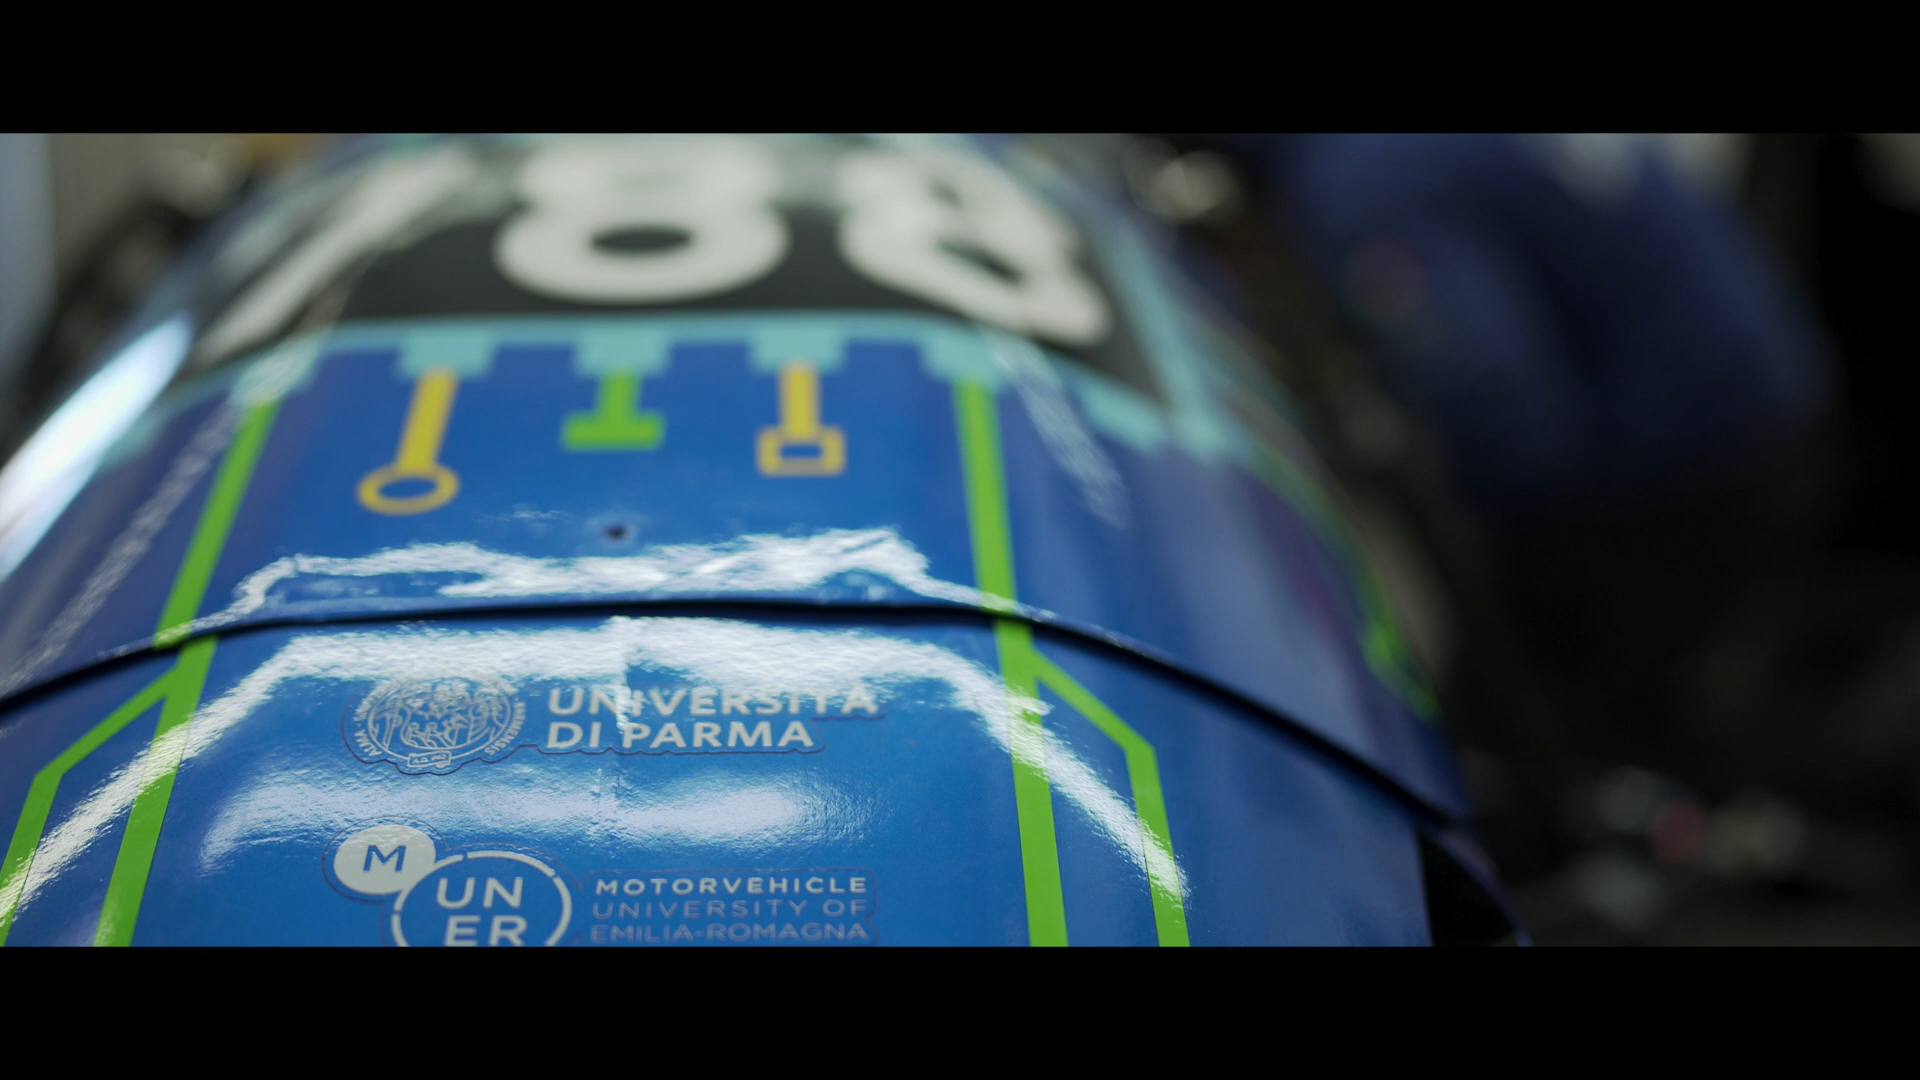 UNIVERSITÀ
DI PARMA
M
UN
ER
MOTORVEHICLE
UNIVERSITY OF
EMILIA-ROMAGNA